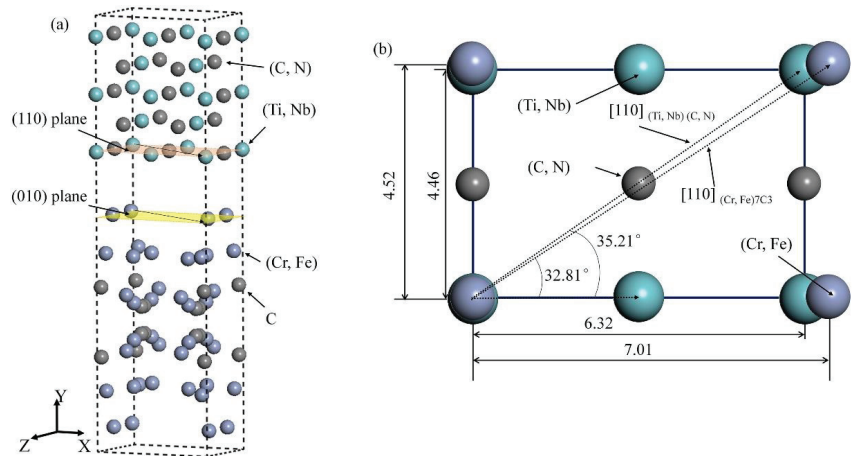 (a)
(C, N)
(Ti, Nb)
(110) plane
(010) plane
(Cr, Fe)
C
Y
Z
X
(b)
(Ti, Nb)
[110] (Ti, Nb) (C, N)
(C, N)
[110] (Cr, Fe)7C3
4.52
4.46
35.21°
32.81°
(Cr, Fe)
6.32
7.01